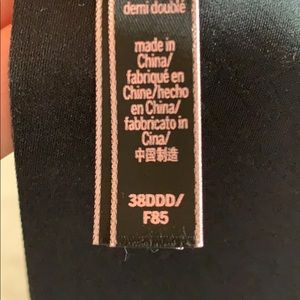 demi doublé
made in
China/
fabriqué en
Chine/hecho
en China/
fabbricato in
Cina/
中国制造
38DDD/
F85